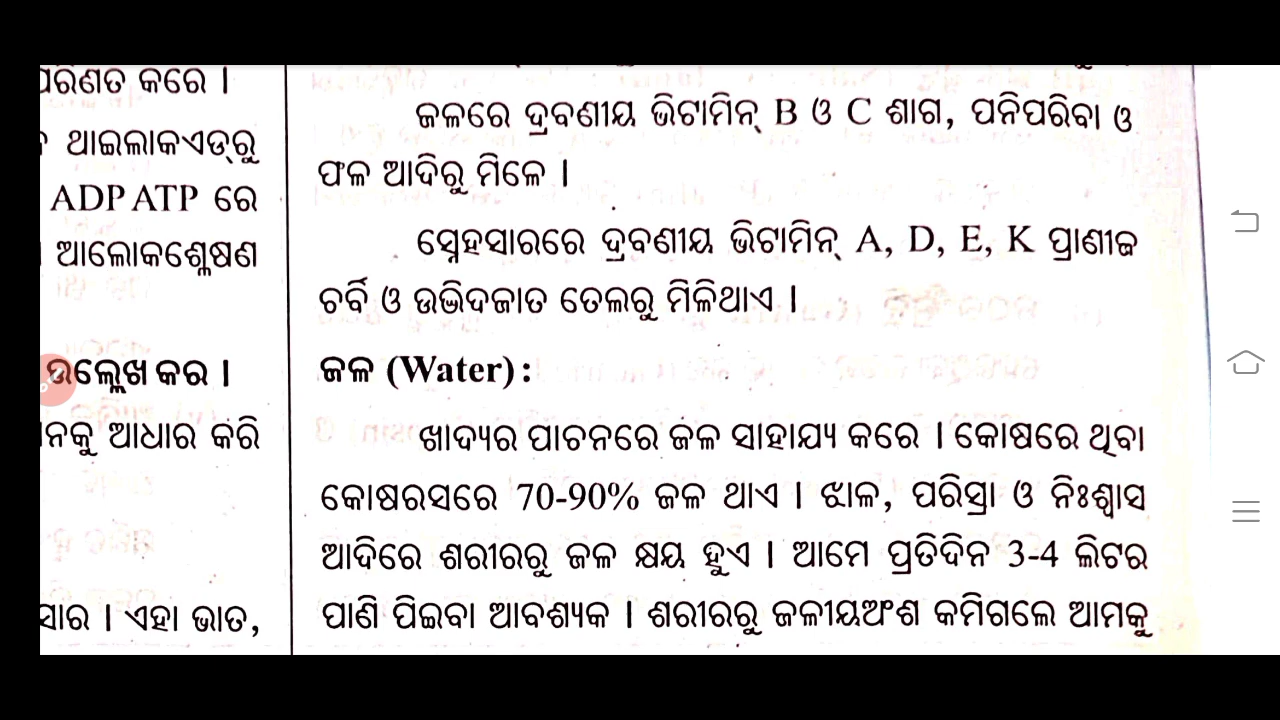 ପରିଣତ କରେ ।
ଥାଇଲାକଏଡ୍‌ରୁ
ADP ATP ରେ
ଆଲୋକଶ୍ଳେଷଣ
ଉଲ୍ଲେଖ କର ।
ନକୁ ଆଧାର କରି
ସାର । ଏହା ଭାତ,
ଜଳରେ ଦ୍ରବଣୀୟ ଭିଟାମିନ୍ B ଓ C ଶାଗ, ପନିପରିବା ଓ
ଫଳ ଆଦିରୁ ମିଳେ ।
ସ୍ନେହସାରରେ ଦ୍ରବଣୀୟ ଭିଟାମିନ୍ A, D, E, K ପ୍ରାଣୀଜ
ଚର୍ବି ଓ ଉଦ୍ଭିଦଜାତ ତେଲରୁ ମିଳିଥାଏ ।
ଜଳ (Water) :
ଖାଦ୍ୟର ପାଚନରେ ଜଳ ସାହାଯ୍ୟ କରେ । କୋଷରେ ଥିବା
କୋଷରସରେ 70-90% ଜଳ ଥାଏ । ଝାଳ, ପରିସ୍ରା ଓ ନିଃଶ୍ୱାସ
ଆଦିରେ ଶରୀରରୁ ଜଳ କ୍ଷୟ ହୁଏ । ଆମେ ପ୍ରତିଦିନ 3-4 ଲିଟର
ପାଣି ପିଇବା ଆବଶ୍ୟକ । ଶରୀରରୁ ଜଳୀୟଅଂଶ କମିଗଲେ ଆମକୁ